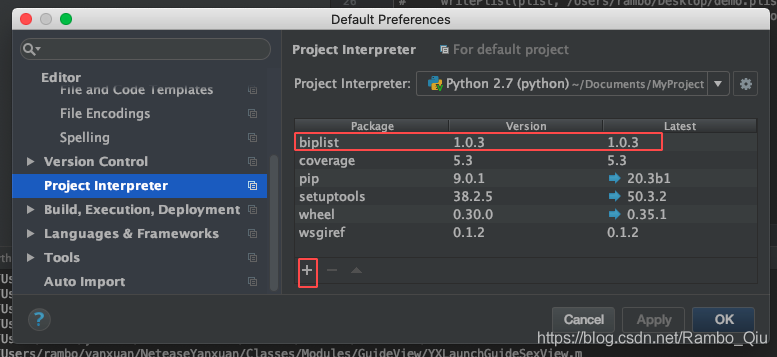 26 # writePlist(plist, "/Users/rambo/Desktop/demo.plis
Default Preferences
Project Interpreter For default project
Editor
File and Code Templates
File Encodings
Spelling
Version Control
Project Interpreter
Build, Execution, Deployment
Languages & Frameworks
Tools
Auto Import
Project Interpreter: Python 2.7 (python) ~/Documents/MyProject
Package Version Latest
biplist 1.0.3 1.0.3
coverage 5.3 5.3
pip 9.0.1 20.3b1
setuptools 38.2.5 50.3.2
wheel 0.30.0 0.35.1
wsgiref 0.1.2 0.1.2
+ −
?
Cancel Apply OK
https://blog.csdn.net/Rambo_Qiu
Users/rambo/yanxuan/NeteaseYanxuan/Classes/Modules/GuideView/YXLaunchGuideSexView.m